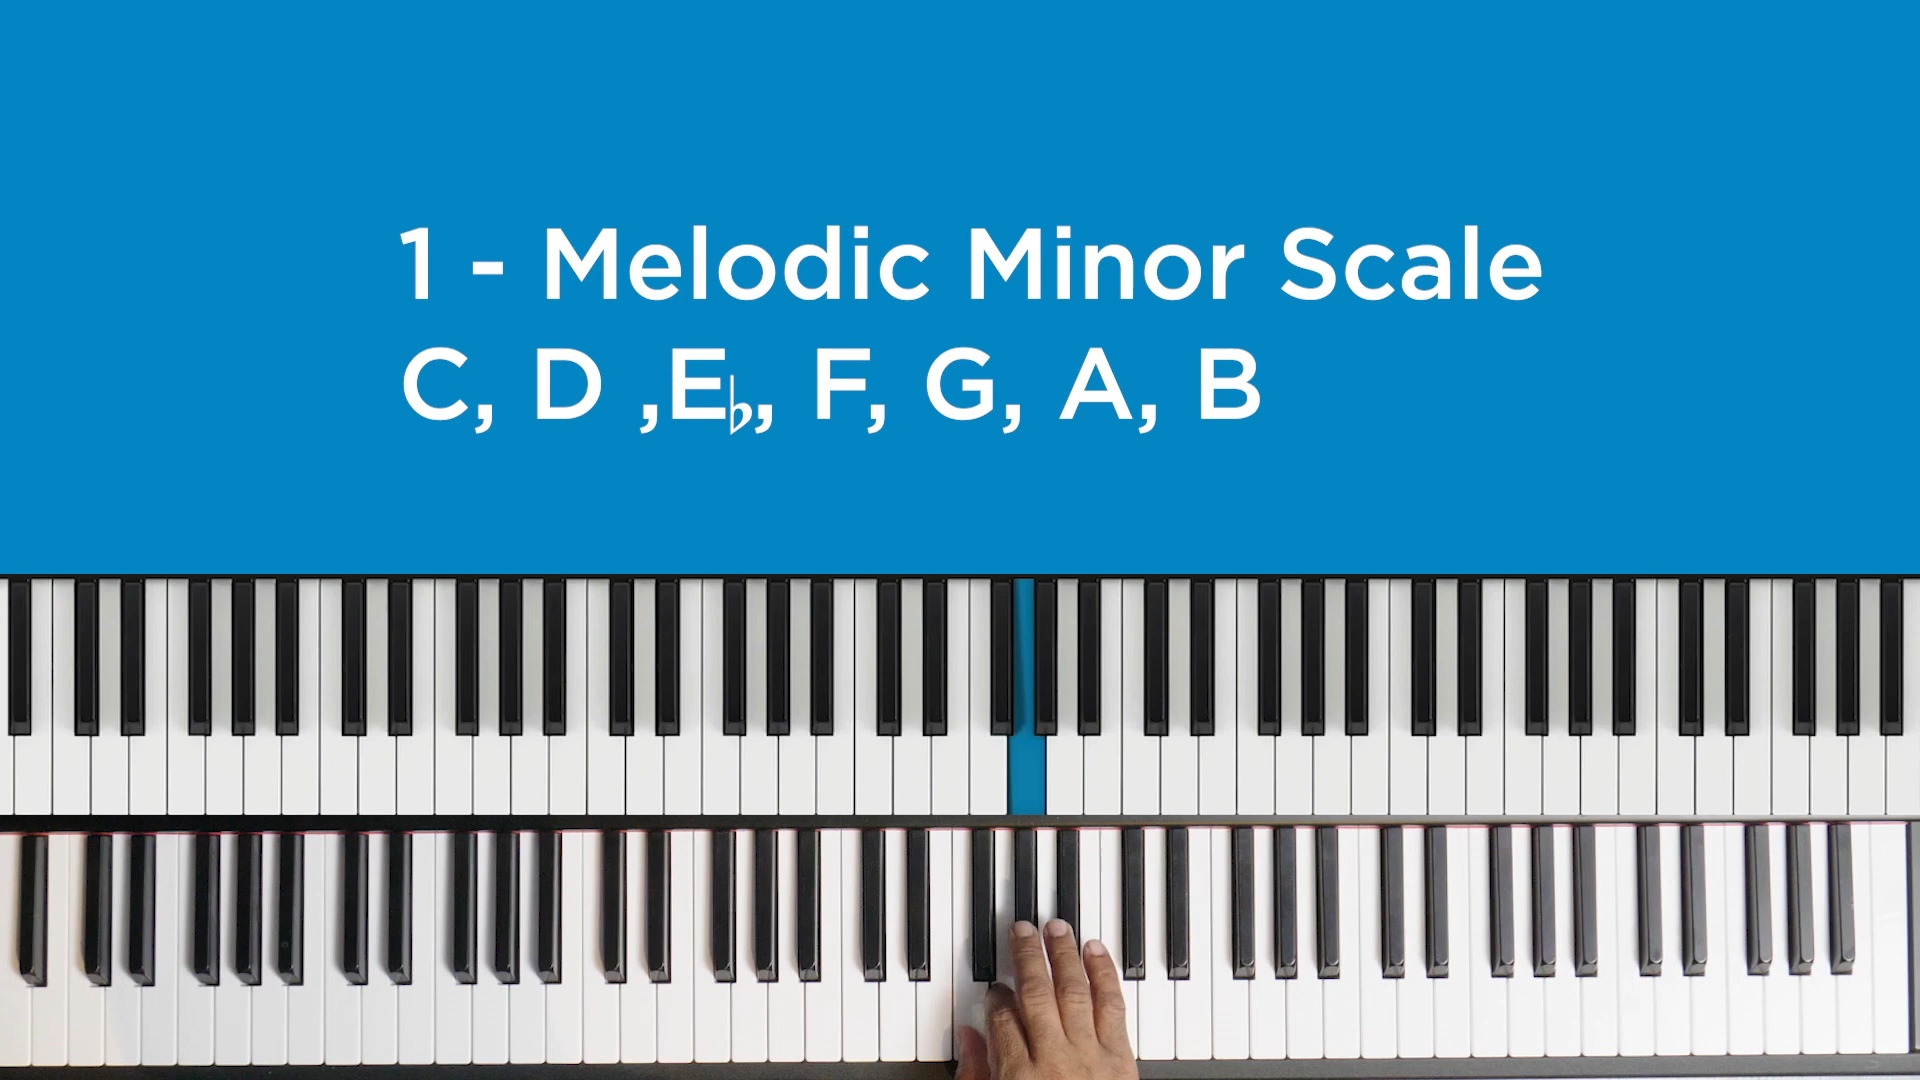 1 - Melodic Minor Scale
C, D ,E♭, F, G, A, B